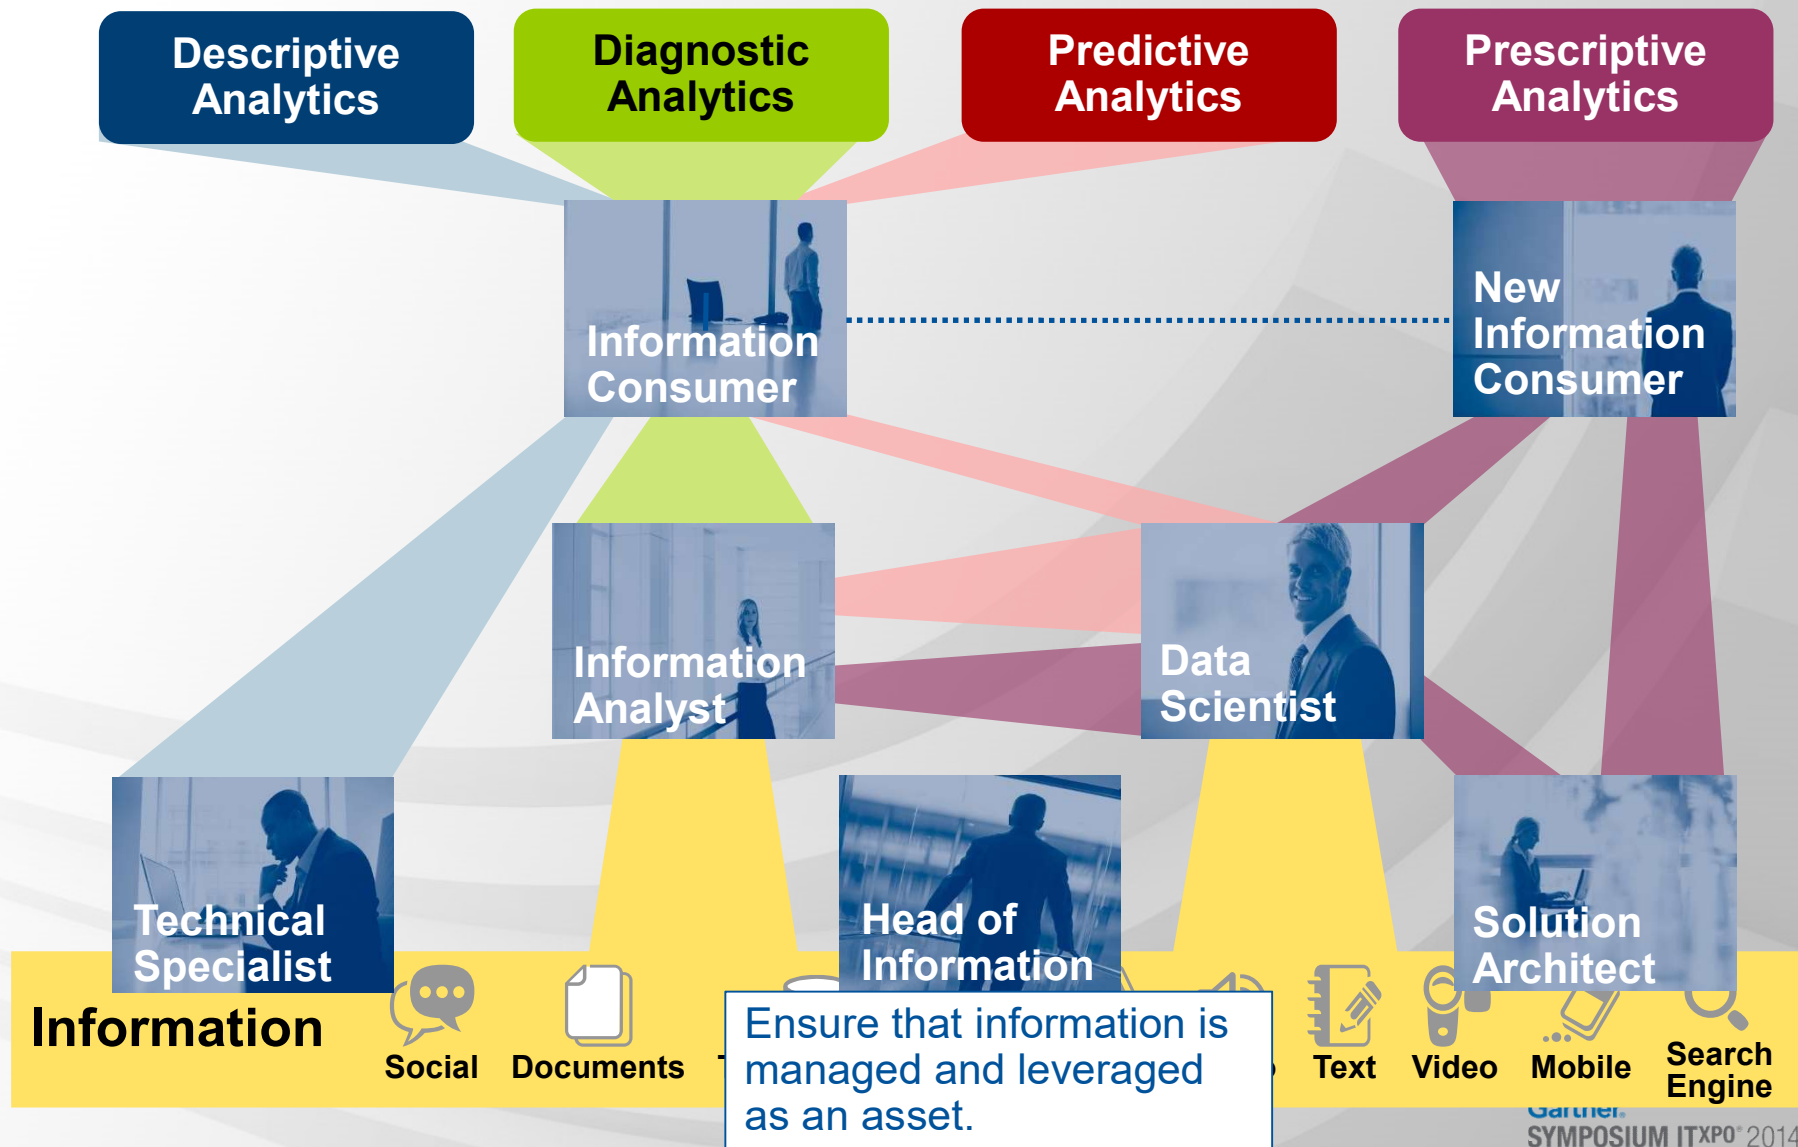 Descriptive
Analytics
Diagnostic
Analytics
Predictive
Analytics
Prescriptive
Analytics
Information
Consumer
New
Information
Consumer
Information
Analyst
Data
Scientist
Technical
Specialist
Head of
Information
Solution
Architect
Information
Social
Documents
Text
Video
Mobile
Search
Engine
Ensure that information is
managed and leveraged
as an asset.
Gartner.
SYMPOSIUM ITXPO® 2014